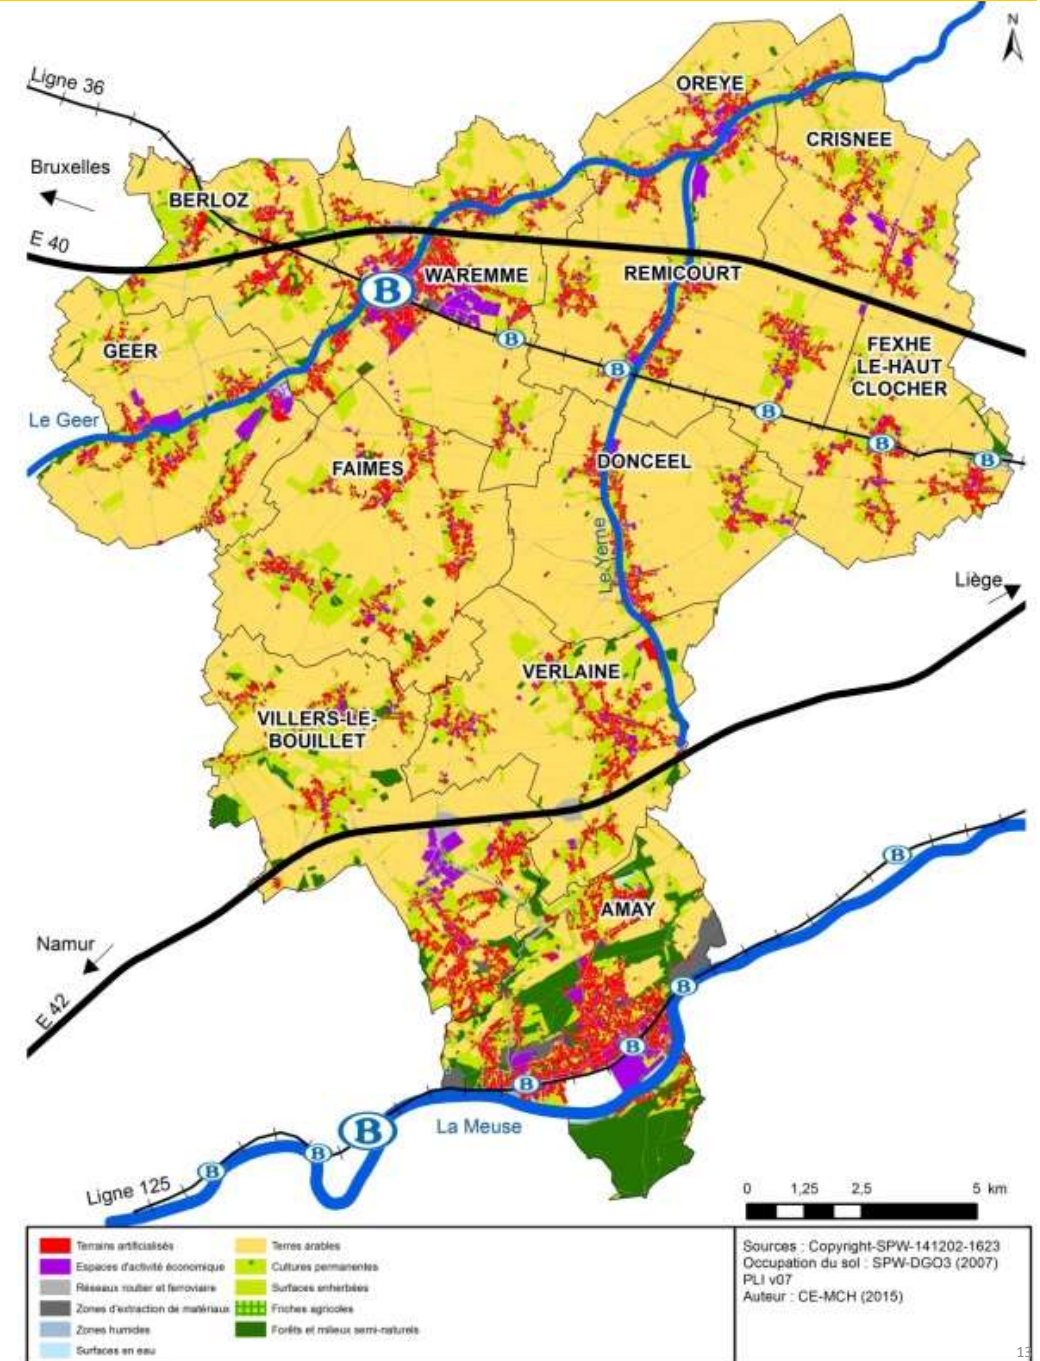 N
OREYE
Ligne 36
CRISNEE
Bruxelles
BERLOZ
E 40
WAREMME
REMICOURT
B
GEER
B
FEXHE
LE-HAUT
CLOCHER
B
B
Le Geer
B
FAIMES
DONCEEL
B
Le Yerne
Liège
VERLAINE
VILLERS-LE-
BOUILLET
B
AMAY
Namur
B
E 42
B
B
La Meuse
B
B
B
Ligne 125
0 1,25 2,5 5 km
Terrains artificialisés
Espaces d'activité économique
Réseaux routier et ferroviaire
Zones d'extraction de matériaux
Zones humides
Surfaces en eau
Terres arables
Cultures permanentes
Surfaces enherbées
Friches agricoles
Forêts et milieux semi-naturels
Sources : Copyright-SPW-141202-1623
Occupation du sol : SPW-DGO3 (2007)
PLI v07
Auteur : CE-MCH (2015)
13